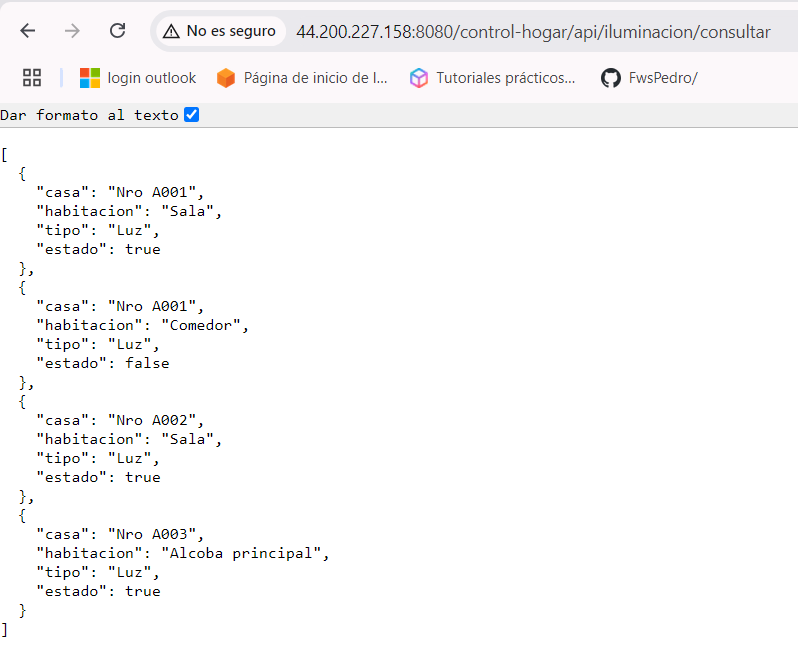 No es seguro 44.200.227.158:8080/control-hogar/api/iluminacion/consultar
login outlook Página de inicio de l... Tutoriales prácticos... FwsPedro/
Dar formato al texto
[
  {
    "casa": "Nro A001",
    "habitacion": "Sala",
    "tipo": "Luz",
    "estado": true
  },
  {
    "casa": "Nro A001",
    "habitacion": "Comedor",
    "tipo": "Luz",
    "estado": false
  },
  {
    "casa": "Nro A002",
    "habitacion": "Sala",
    "tipo": "Luz",
    "estado": true
  },
  {
    "casa": "Nro A003",
    "habitacion": "Alcoba principal",
    "tipo": "Luz",
    "estado": true
  }
]